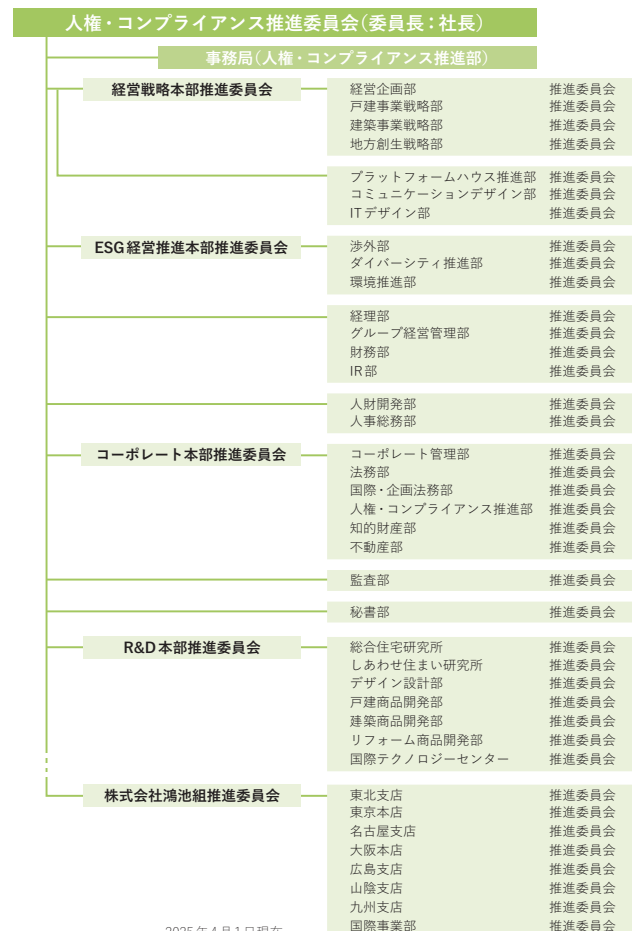 人権・コンプライアンス推進委員会(委員長：社長)
事務局(人権・コンプライアンス推進部)
経営戦略本部推進委員会
経営企画部 推進委員会
戸建事業戦略部 推進委員会
建築事業戦略部 推進委員会
地方創生戦略部 推進委員会
プラットフォームハウス推進部 推進委員会
コミュニケーションデザイン部 推進委員会
ITデザイン部 推進委員会
ESG経営推進本部推進委員会
渉外部 推進委員会
ダイバーシティ推進部 推進委員会
環境推進部 推進委員会
経理部 推進委員会
グループ経営管理部 推進委員会
財務部 推進委員会
IR部 推進委員会
人財開発部 推進委員会
人事総務部 推進委員会
コーポレート本部推進委員会
コーポレート管理部 推進委員会
法務部 推進委員会
国際・企画法務部 推進委員会
人権・コンプライアンス推進部 推進委員会
知的財産部 推進委員会
不動産部 推進委員会
監査部 推進委員会
秘書部 推進委員会
R&D本部推進委員会
総合住宅研究所 推進委員会
しあわせ住まい研究所 推進委員会
デザイン設計部 推進委員会
戸建商品開発部 推進委員会
建築商品開発部 推進委員会
リフォーム商品開発部 推進委員会
国際テクノロジーセンター 推進委員会
株式会社鴻池組推進委員会
東北支店 推進委員会
東京本店 推進委員会
名古屋支店 推進委員会
大阪本店 推進委員会
広島支店 推進委員会
山陰支店 推進委員会
九州支店 推進委員会
国際事業部 推進委員会
2025年4月1日現在